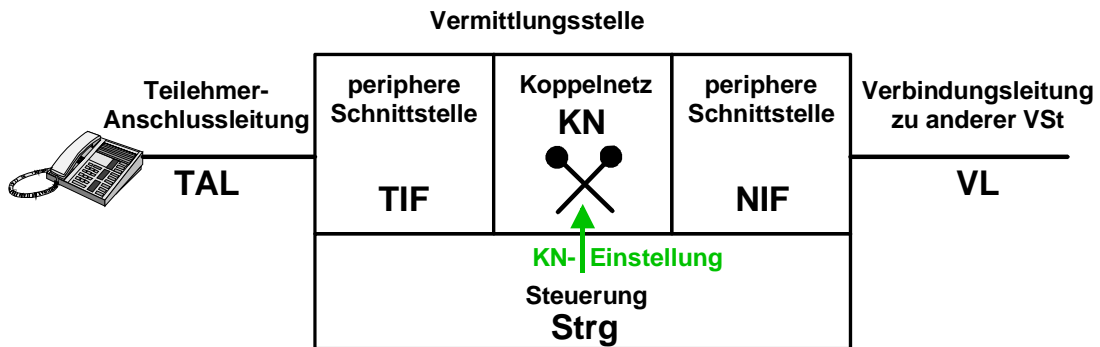 Vermittlungsstelle
Teilehmer-
Anschlussleitung
TAL
periphere
Schnittstelle
TIF
Koppelnetz
KN
periphere
Schnittstelle
NIF
Verbindungsleitung
zu anderer VSt
VL
KN- Einstellung
Steuerung
Strg